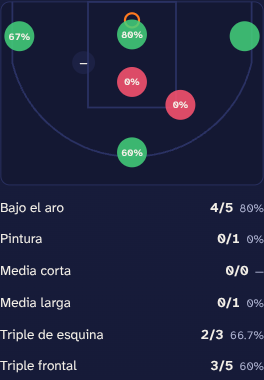 67%
80%
—
0%
0%
60%
Bajo el aro 4/5 80%
Pintura 0/1 0%
Media corta 0/0 —
Media larga 0/1 0%
Triple de esquina 2/3 66.7%
Triple frontal 3/5 60%